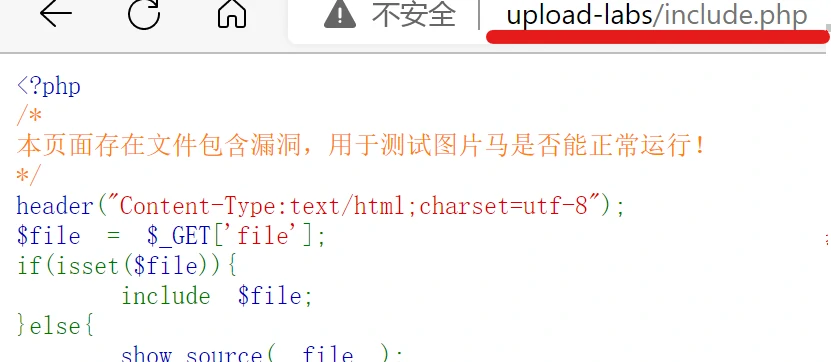 不安全 | upload-labs/include.php
<?php
/*
本页面存在文件包含漏洞，用于测试图片马是否能正常运行！
*/
header("Content-Type:text/html;charset=utf-8");
$file = $_GET['file'];
if(isset($file)){
include $file;
}else{
show_source(__file__);